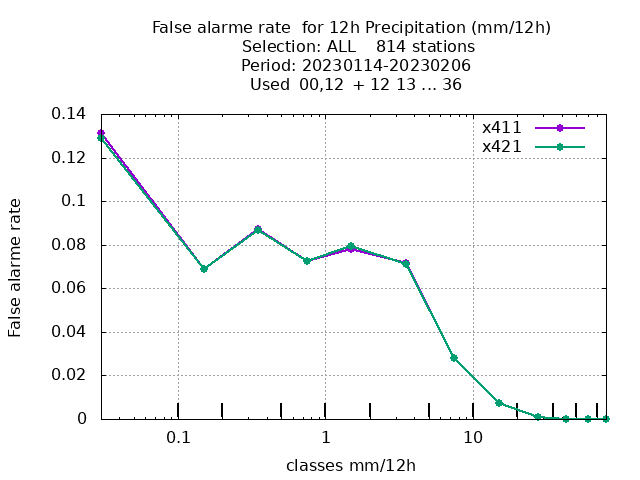 False alarme rate  for 12h Precipitation (mm/12h)
Selection: ALL    814 stations
Period: 20230114-20230206
Used  00,12  + 12 13 ... 36
x411
x421
0.14
0.12
0.1
0.08
0.06
0.04
0.02
0
False alarme rate
0.1 1 10
classes mm/12h